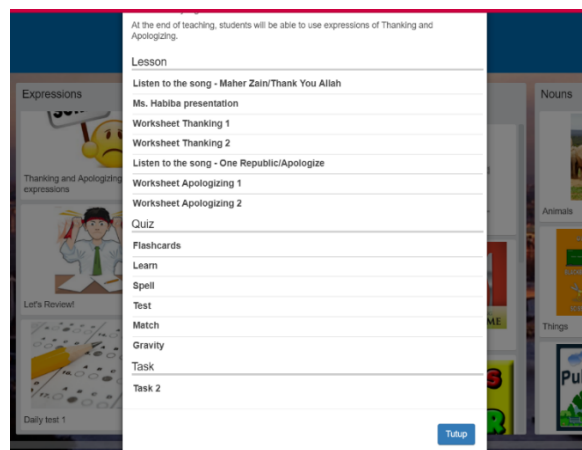 At the end of teaching, students will be able to use expressions of Thanking and
Apologizing.
Lesson
Listen to the song - Maher Zain/Thank You Allah
Ms. Habiba presentation
Worksheet Thanking 1
Worksheet Thanking 2
Listen to the song - One Republic/Apologize
Worksheet Apologizing 1
Worksheet Apologizing 2
Quiz
Flashcards
Learn
Spell
Test
Match
Gravity
Task
Task 2
Tutup
Expressions
Thanking and Apologizing
expressions
Let's Review!
Daily test 1
Nouns
Animals
Things